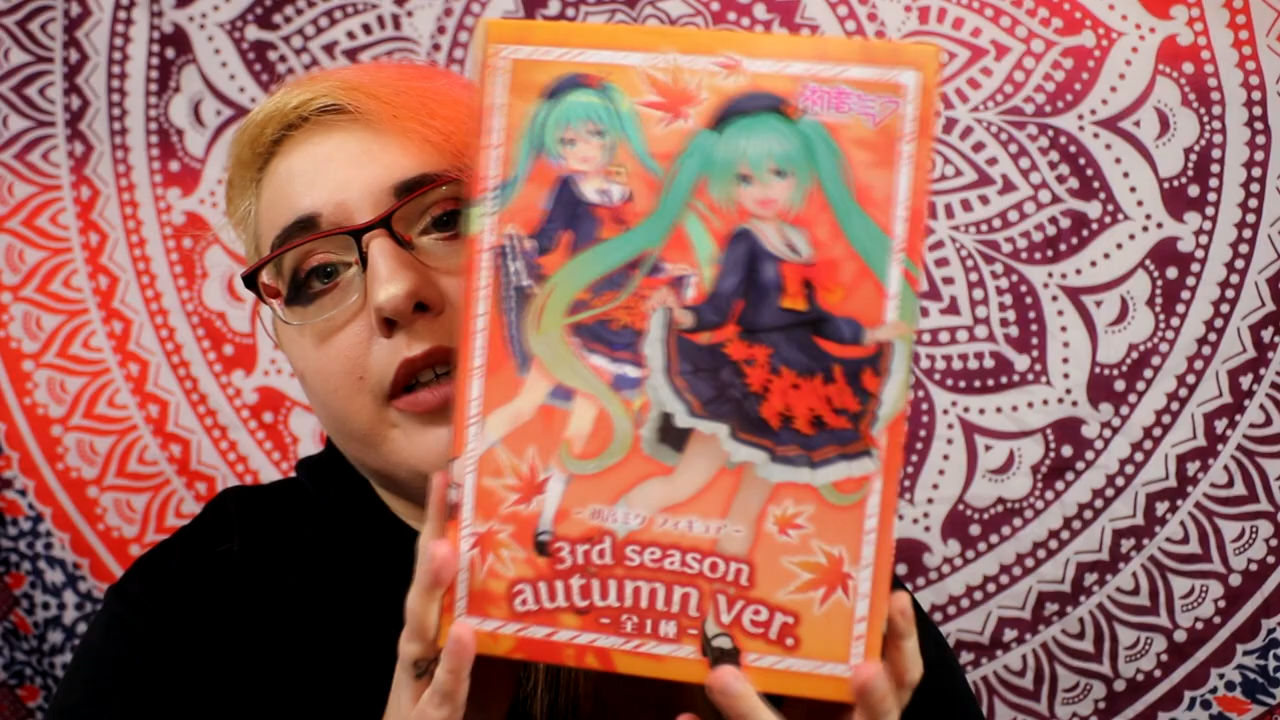 初音ミク
-初音ミク フィギュア-
3rd season
autumn ver.
- 全1種 -